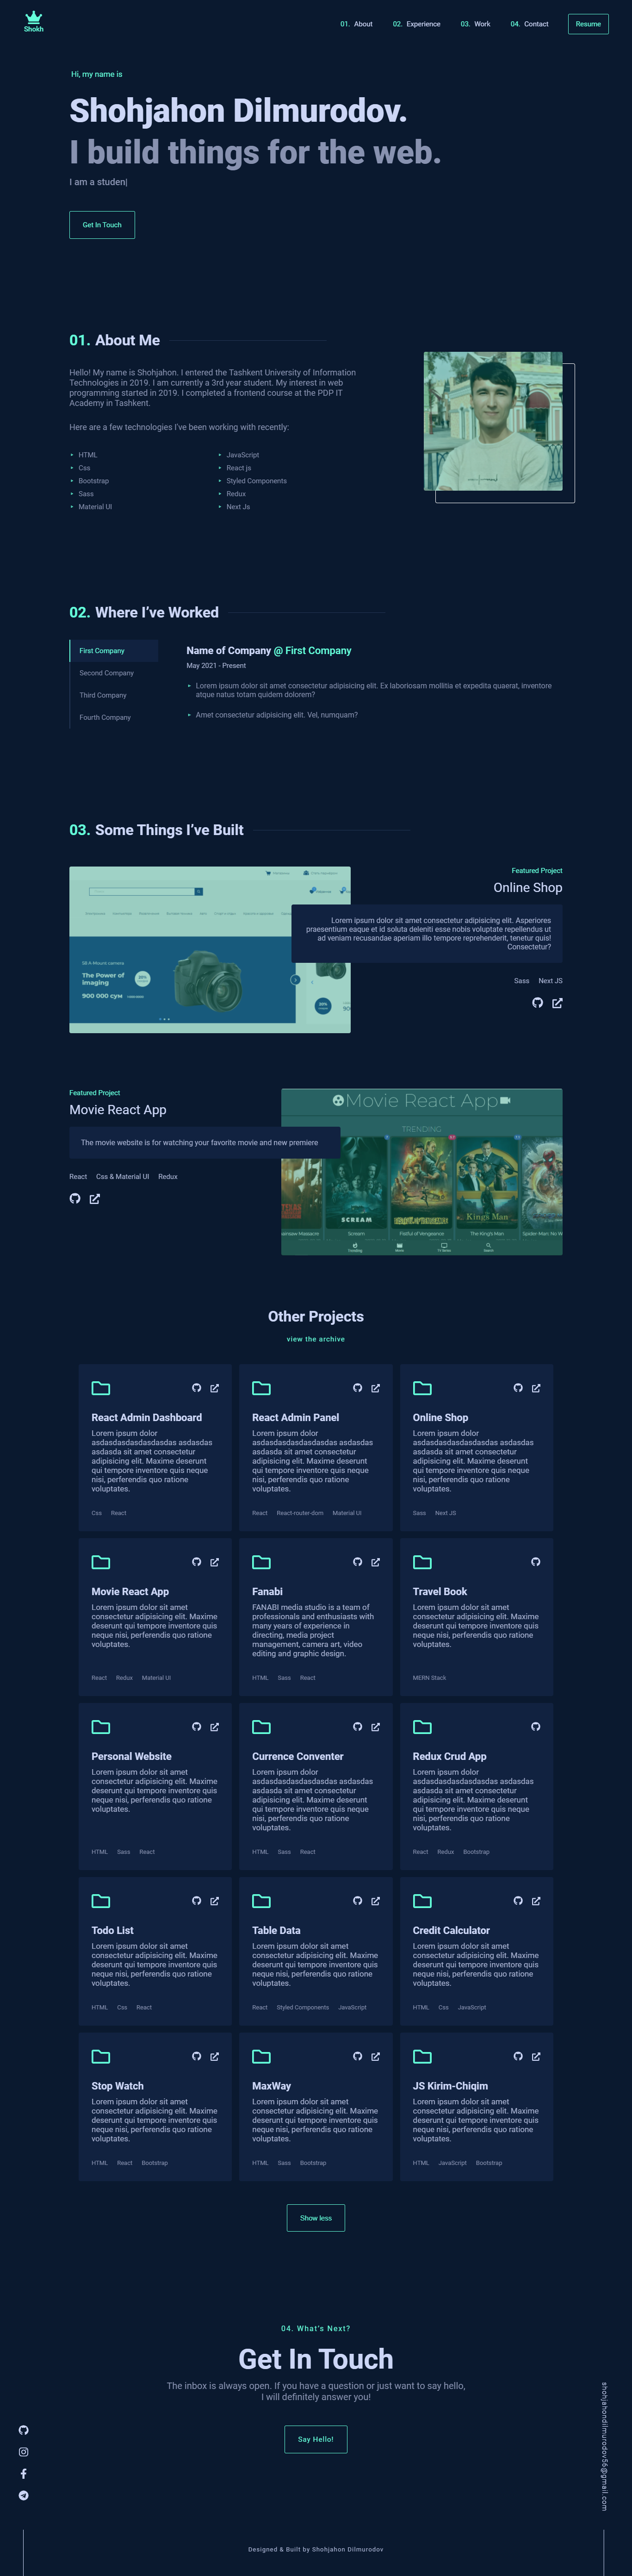 Shokh
01. About
02. Experience
03. Work
04. Contact
Resume
Hi, my name is
Shohjahon Dilmurodov.
I build things for the web.
I am a studen|
Get In Touch
01. About Me
Hello! My name is Shohjahon. I entered the Tashkent University of Information
Technologies in 2019. I am currently a 3rd year student. My interest in web
programming started in 2019. I completed a frontend course at the PDP IT
Academy in Tashkent.
Here are a few technologies I've been working with recently:
HTML
Css
Bootstrap
Sass
Material UI
JavaScript
React js
Styled Components
Redux
Next Js
02. Where I’ve Worked
First Company
Second Company
Third Company
Fourth Company
Name of Company @ First Company
May 2021 - Present
Lorem ipsum dolor sit amet consectetur adipisicing elit. Ex laboriosam mollitia et expedita quaerat, inventore
atque natus totam quidem dolorem?
Amet consectetur adipisicing elit. Vel, numquam?
03. Some Things I’ve Built
SE A Mount camera
The Power of
Imaging
900 000 сум
Featured Project
Online Shop
Lorem ipsum dolor sit amet consectetur adipisicing elit. Asperiores
praesentium eaque et id soluta deleniti esse nobis voluptate repellendus ut
ad veniam recusandae aperiam illo tempore reprehenderit, tenetur quis!
Consectetur?
Sass Next JS
Featured Project
Movie React App
The movie website is for watching your favorite movie and new premiere
React Css & Material UI Redux
Movie React App
TRENDING
SCREAM
King's Man
Scream
Fistful of Vengeance
The King's Man
Trending
Movies
TV Series
Search
Other Projects
view the archive
React Admin Dashboard
Lorem ipsum dolor
asdasdasdasdasdasdas asdasdas
asdasda sit amet consectetur
adipisicing elit. Maxime deserunt
qui tempore inventore quis neque
nisi, perferendis quo ratione
voluptates.
Css React
React Admin Panel
Lorem ipsum dolor
asdasdasdasdasdasdas asdasdas
asdasda sit amet consectetur
adipisicing elit. Maxime deserunt
qui tempore inventore quis neque
nisi, perferendis quo ratione
voluptates.
React React-router-dom Material UI
Online Shop
Lorem ipsum dolor
asdasdasdasdasdasdas asdasdas
asdasda sit amet consectetur
adipisicing elit. Maxime deserunt
qui tempore inventore quis neque
nisi, perferendis quo ratione
voluptates.
Sass Next JS
Movie React App
Lorem ipsum dolor sit amet
consectetur adipisicing elit. Maxime
deserunt qui tempore inventore quis
neque nisi, perferendis quo ratione
voluptates.
React Redux Material UI
Fanabi
FANABI media studio is a team of
professionals and enthusiasts with
many years of experience in
directing, media project
management, camera art, video
editing and graphic design.
HTML Sass React
Travel Book
Lorem ipsum dolor sit amet
consectetur adipisicing elit. Maxime
deserunt qui tempore inventore quis
neque nisi, perferendis quo ratione
voluptates.
MERN Stack
Personal Website
Lorem ipsum dolor sit amet
consectetur adipisicing elit. Maxime
deserunt qui tempore inventore quis
neque nisi, perferendis quo ratione
voluptates.
HTML Sass React
Currence Conventer
Lorem ipsum dolor
asdasdasdasdasdasdas asdasdas
asdasda sit amet consectetur
adipisicing elit. Maxime deserunt
qui tempore inventore quis neque
nisi, perferendis quo ratione
voluptates.
HTML Sass React
Redux Crud App
Lorem ipsum dolor
asdasdasdasdasdasdas asdasdas
asdasda sit amet consectetur
adipisicing elit. Maxime deserunt
qui tempore inventore quis neque
nisi, perferendis quo ratione
voluptates.
React Redux Bootstrap
Todo List
Lorem ipsum dolor sit amet
consectetur adipisicing elit. Maxime
deserunt qui tempore inventore quis
neque nisi, perferendis quo ratione
voluptates.
HTML Css React
Table Data
Lorem ipsum dolor sit amet
consectetur adipisicing elit. Maxime
deserunt qui tempore inventore quis
neque nisi, perferendis quo ratione
voluptates.
React Styled Components JavaScript
Credit Calculator
Lorem ipsum dolor sit amet
consectetur adipisicing elit. Maxime
deserunt qui tempore inventore quis
neque nisi, perferendis quo ratione
voluptates.
HTML Css JavaScript
Stop Watch
Lorem ipsum dolor sit amet
consectetur adipisicing elit. Maxime
deserunt qui tempore inventore quis
neque nisi, perferendis quo ratione
voluptates.
HTML React Bootstrap
MaxWay
Lorem ipsum dolor sit amet
consectetur adipisicing elit. Maxime
deserunt qui tempore inventore quis
neque nisi, perferendis quo ratione
voluptates.
HTML Sass Bootstrap
JS Kirim-Chiqim
Lorem ipsum dolor sit amet
consectetur adipisicing elit. Maxime
deserunt qui tempore inventore quis
neque nisi, perferendis quo ratione
voluptates.
HTML JavaScript Bootstrap
Show less
04. What's Next?
Get In Touch
The inbox is always open. If you have a question or just want to say hello,
I will definitely answer you!
Say Hello!
shohjahondilmurodov56@gmail.com
Designed & Built by Shohjahon Dilmurodov